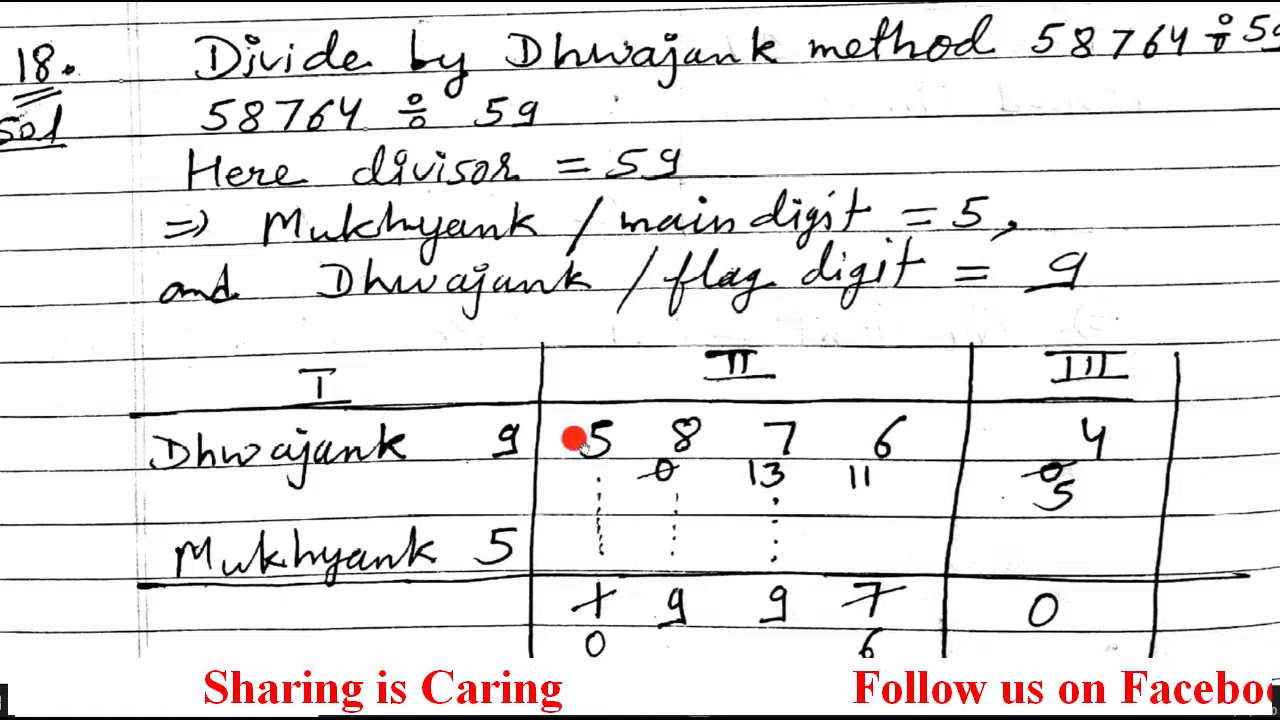 18. Divide by Dhwajank method 58764 ÷ 59
Sol 58764 ÷ 59
Here divisor = 59
⇒ Mukhyank / main digit = 5,
and Dhwajank / flag digit = 9
I II III
Dhwajank 9 5 8 7 6 4
0 13 11 0
5
Mukhyank 5
1 9 9 7 0
0 6
Sharing is Caring Follow us on Faceboo